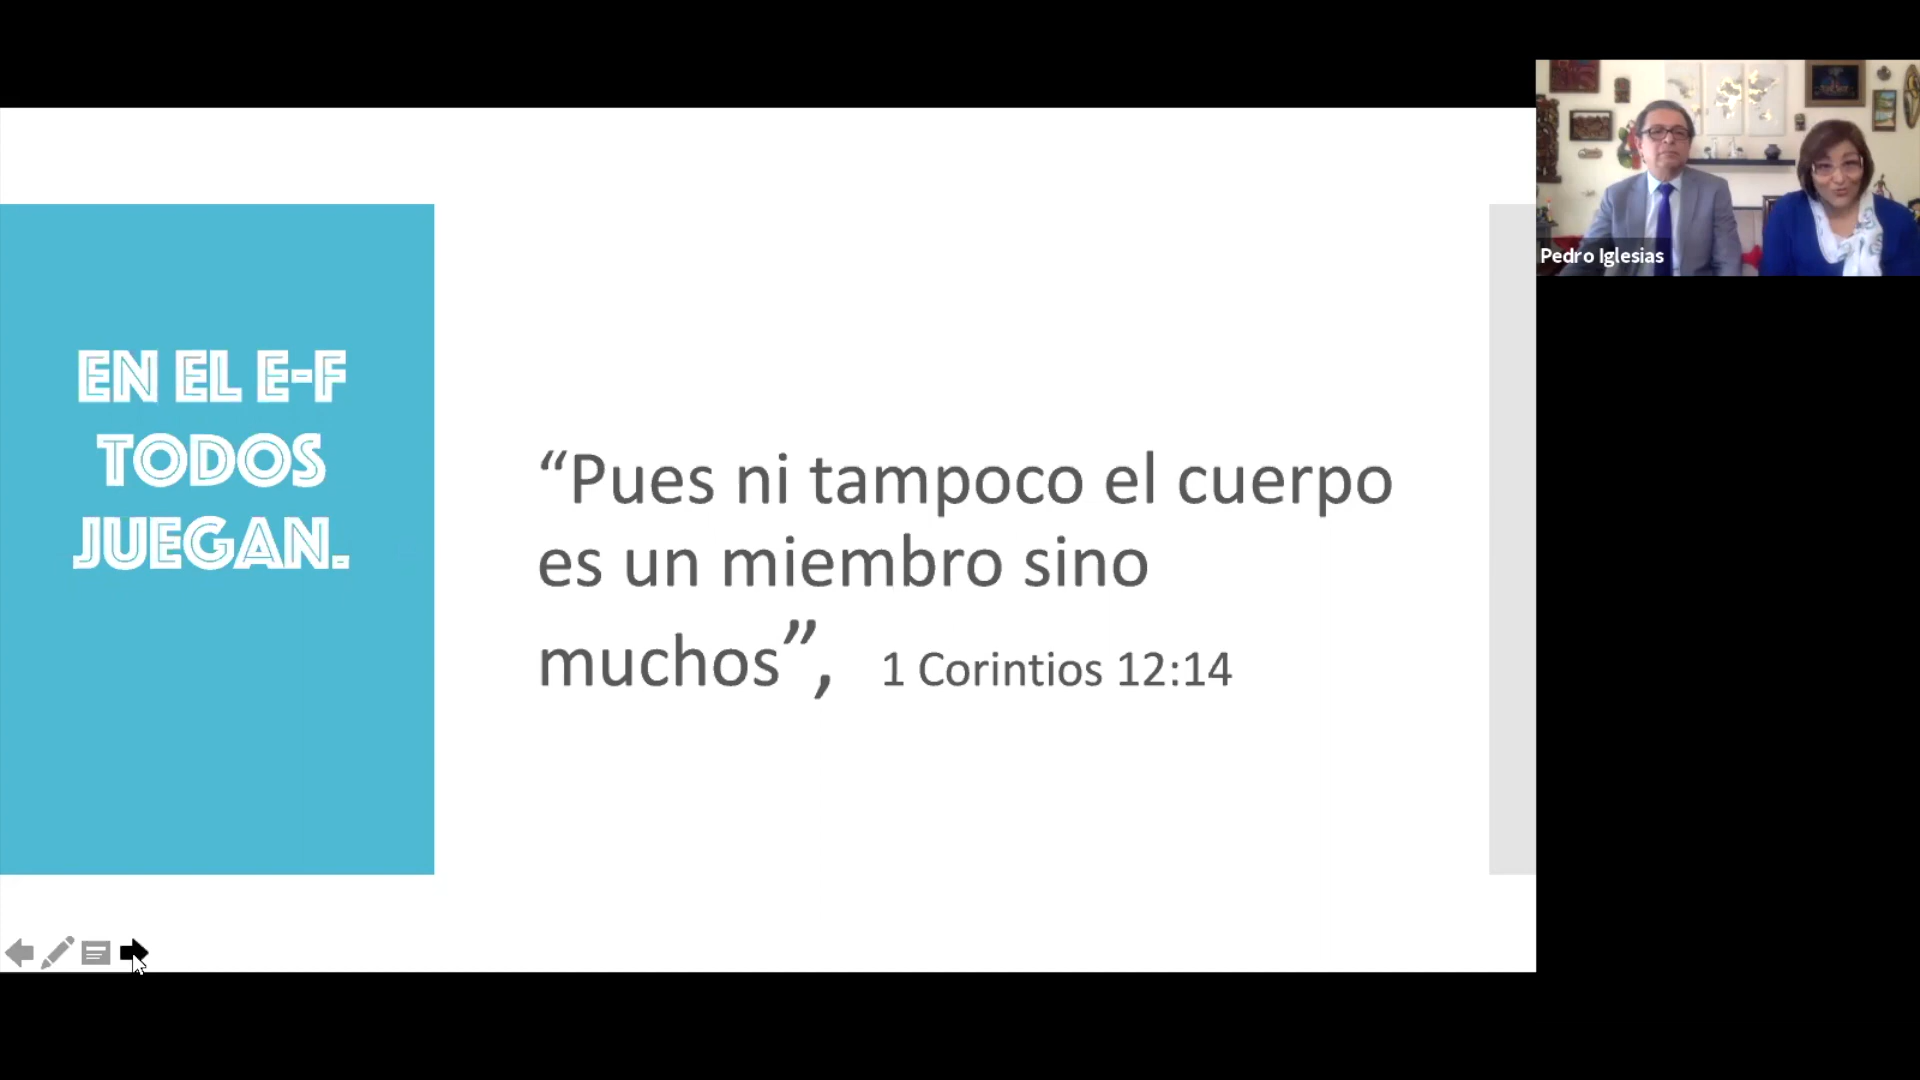 EN EL E-F
TODOS
JUEGAN.
“Pues ni tampoco el cuerpo
es un miembro sino
muchos”, 1 Corintios 12:14
Pedro Iglesias